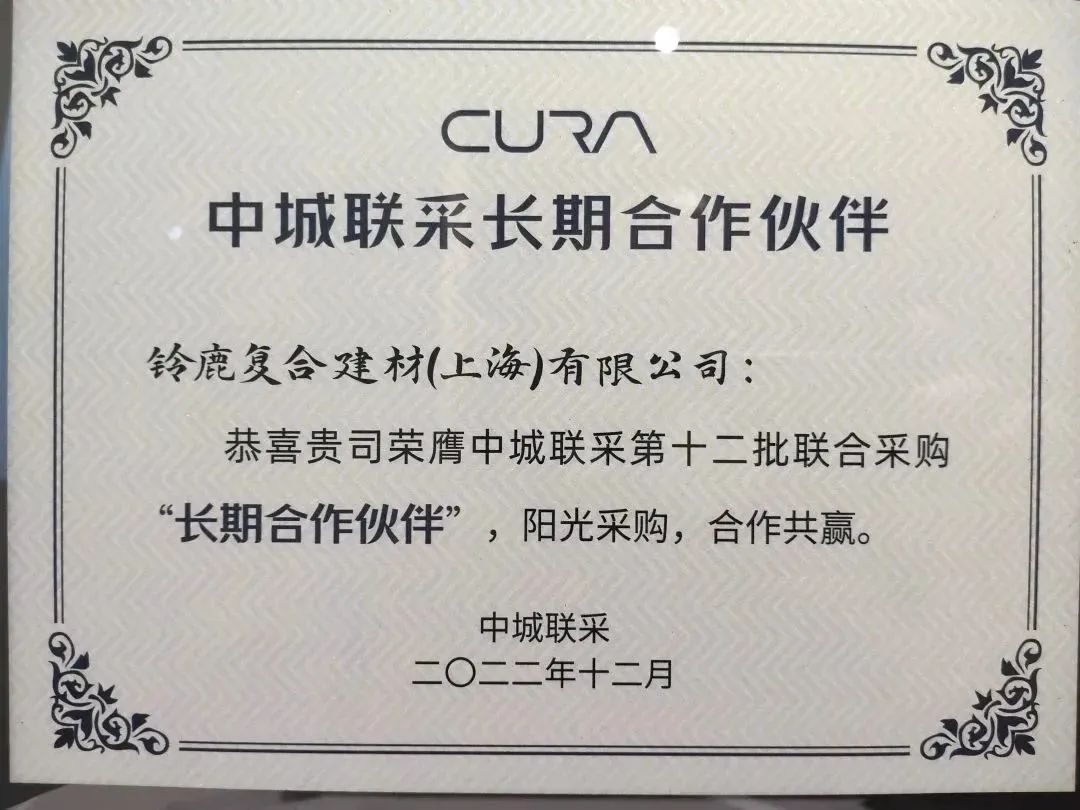 CURA
中城联采长期合作伙伴
铃鹿复合建材(上海)有限公司：
恭喜贵司荣膺中城联采第十二批联合采购
“长期合作伙伴”，阳光采购，合作共赢。
中城联采
二〇二二年十二月